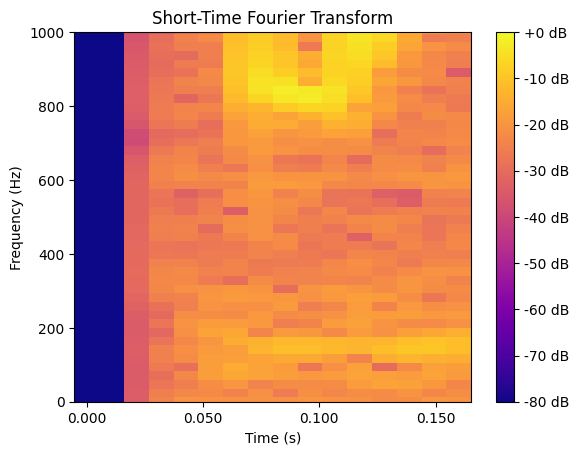 Short-Time Fourier Transform
1000
800
600
400
200
0
Frequency (Hz)
0.000
0.050
0.100
0.150
Time (s)
+0 dB
-10 dB
-20 dB
-30 dB
-40 dB
-50 dB
-60 dB
-70 dB
-80 dB